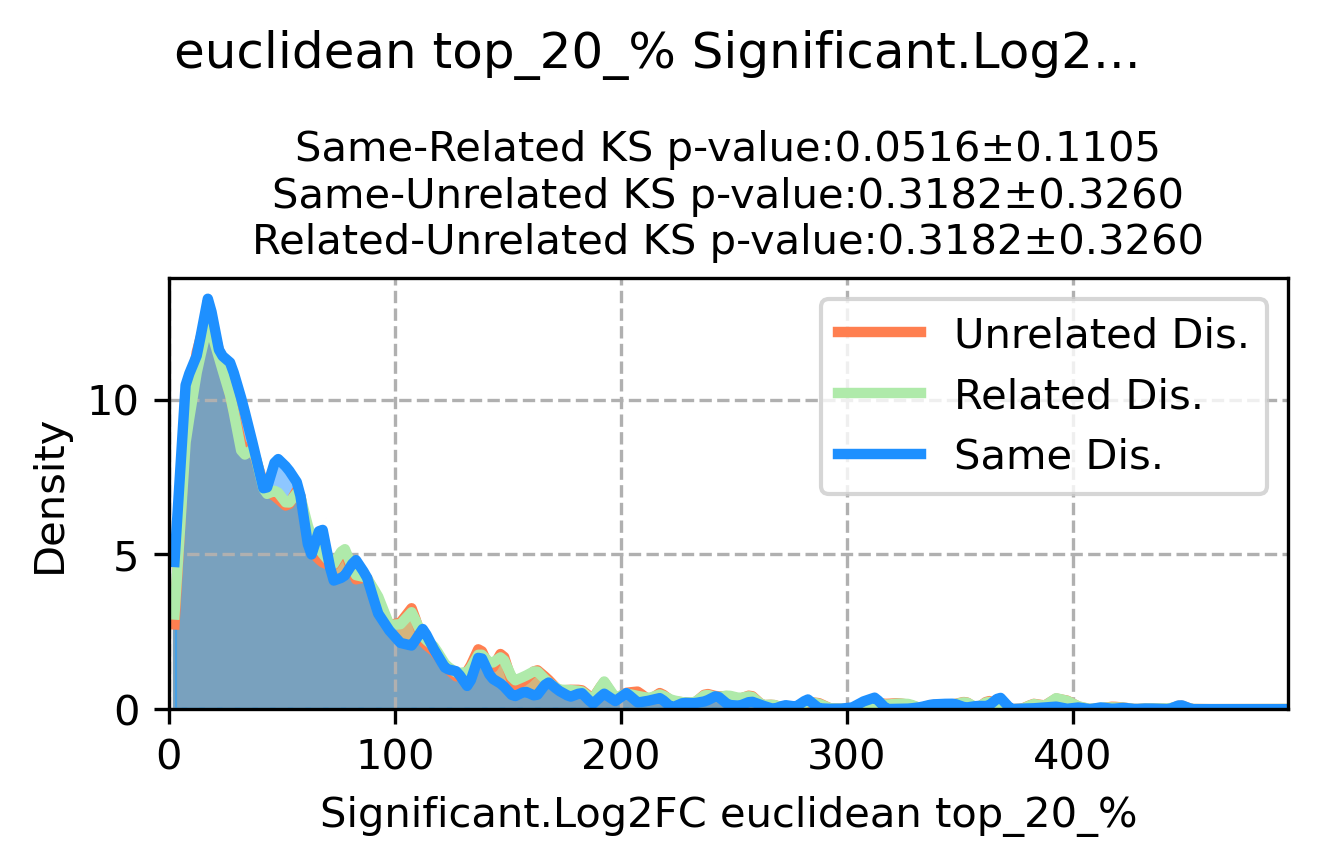 euclidean top_20_% Significant.Log2...
Same-Related KS p-value:0.0516±0.1105
Same-Unrelated KS p-value:0.3182±0.3260
Related-Unrelated KS p-value:0.3182±0.3260
Unrelated Dis.
Related Dis.
Same Dis.
Density
10
5
0
0 100 200 300 400
Significant.Log2FC euclidean top_20_%